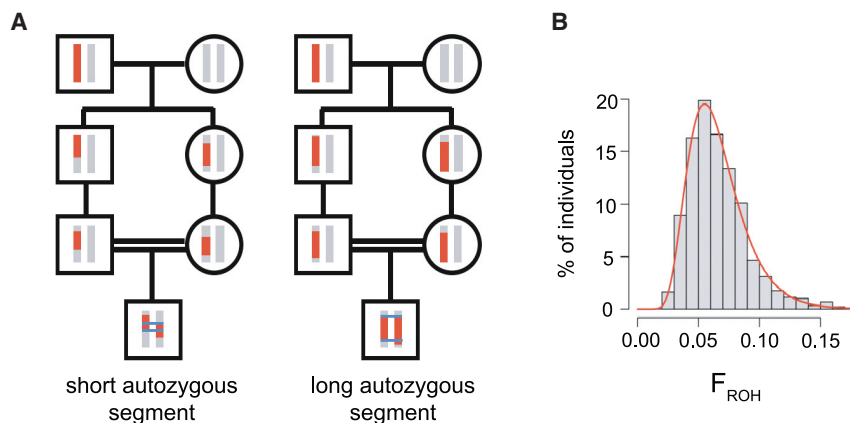 A
short autozygous
segment
long autozygous
segment
B
% of individuals
20
15
10
5
0
0.00 0.05 0.10 0.15
F_ROH